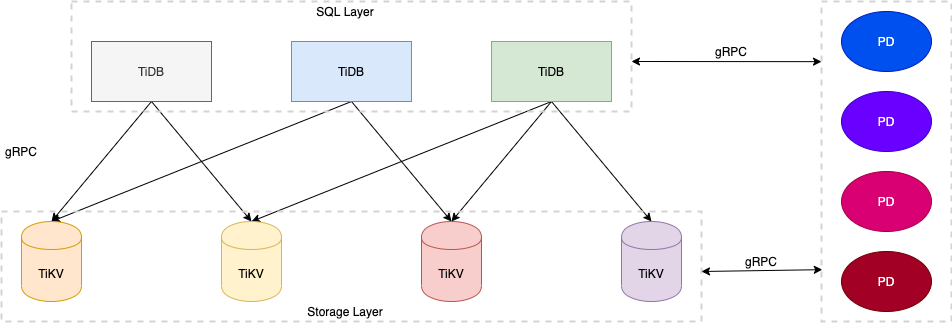 SQL Layer
TiDB
TiDB
TiDB
gRPC
PD
PD
PD
PD
gRPC
TiKV
TiKV
TiKV
TiKV
gRPC
Storage Layer